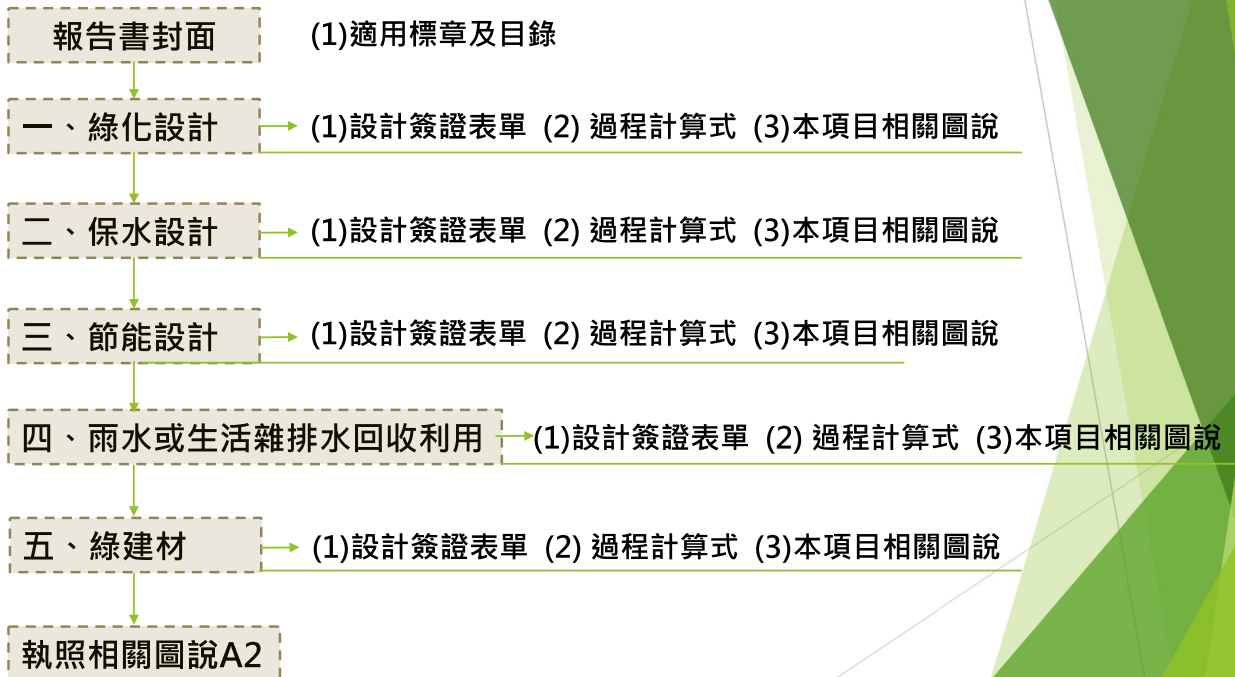 報告書封面 (1)適用標章及目錄
一、綠化設計 (1)設計簽證表單 (2) 過程計算式 (3)本項目相關圖說
二、保水設計 (1)設計簽證表單 (2) 過程計算式 (3)本項目相關圖說
三、節能設計 (1)設計簽證表單 (2) 過程計算式 (3)本項目相關圖說
四、雨水或生活雜排水回收利用 (1)設計簽證表單 (2) 過程計算式 (3)本項目相關圖說
五、綠建材 (1)設計簽證表單 (2) 過程計算式 (3)本項目相關圖說
執照相關圖說A2